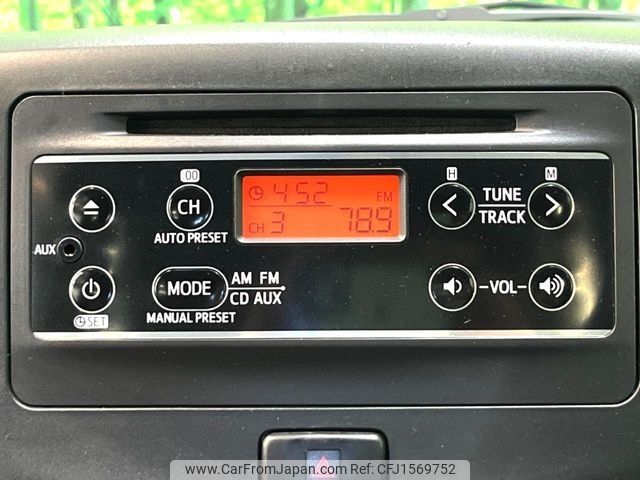 00
H
M
4:52
FM
CH 3 78.9
CH
AUTO PRESET
TUNE
TRACK
AUX
MODE
AM FM
CD AUX
MANUAL PRESET
SET
VOL
www.CarFromJapan.com - CFJ1569752